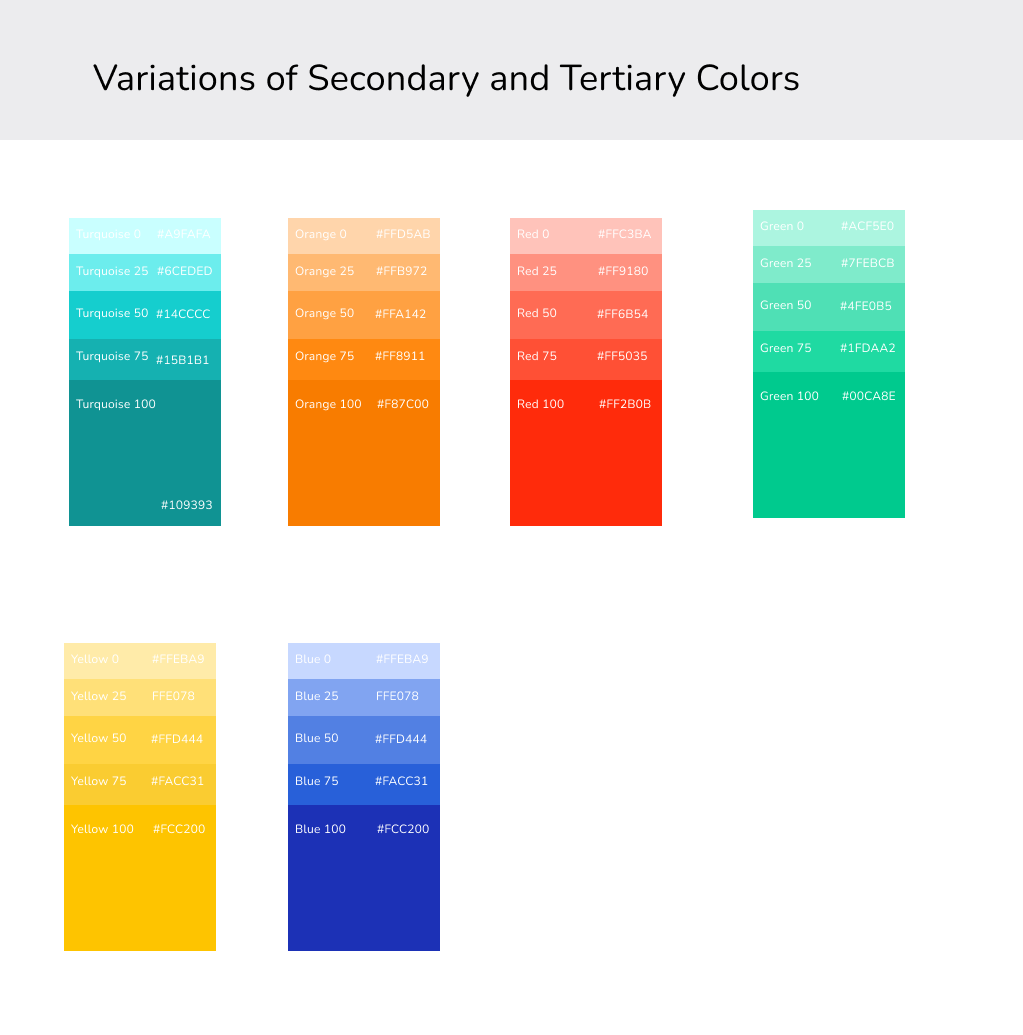 Variations of Secondary and Tertiary Colors
Turquoise 0 #A9FAFA
Turquoise 25 #6CEDED
Turquoise 50 #14CCCC
Turquoise 75 #15B1B1
Turquoise 100
#109393
Orange 0 #FFD5AB
Orange 25 #FFB972
Orange 50 #FFA142
Orange 75 #FF8911
Orange 100 #F87C00
Red 0 #FFC3BA
Red 25 #FF9180
Red 50 #FF6B54
Red 75 #FF5035
Red 100 #FF2B0B
Green 0 #ACF5E0
Green 25 #7FEBCB
Green 50 #4FE0B5
Green 75 #1FDAA2
Green 100 #00CA8E
Yellow 0 #FFEBA9
Yellow 25 FFE078
Yellow 50 #FFD444
Yellow 75 #FACC31
Yellow 100 #FCC200
Blue 0 #FFEBA9
Blue 25 FFE078
Blue 50 #FFD444
Blue 75 #FACC31
Blue 100 #FCC200